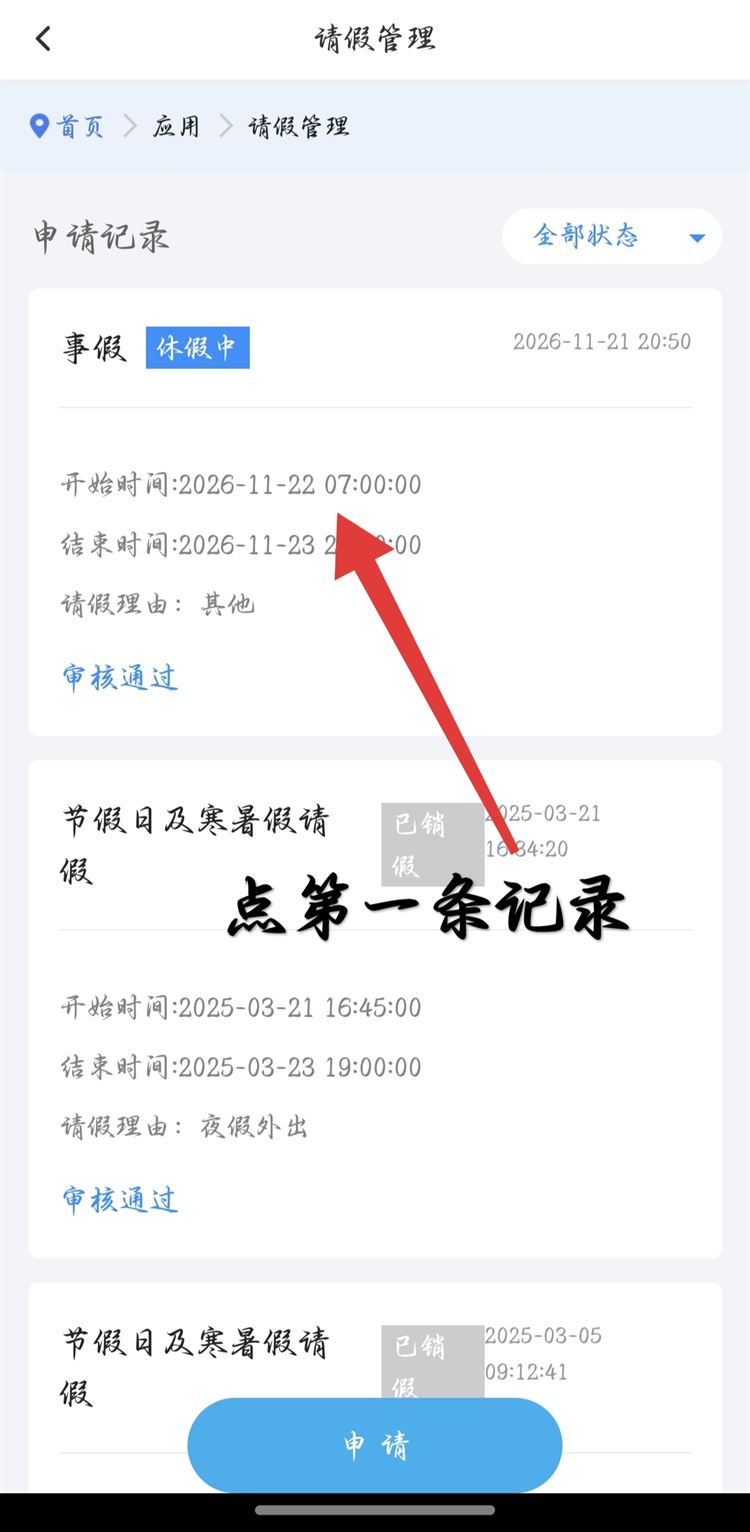 请假管理
首页 > 应用 > 请假管理
申请记录
全部状态
事假 休假中 2026-11-21 20:50
开始时间:2026-11-22 07:00:00
结束时间:2026-11-23 2 :00
请假理由：其他
审核通过
节假日及寒暑假请
假
已销
假
2025-03-21
16:34:20
点第一条记录
开始时间:2025-03-21 16:45:00
结束时间:2025-03-23 19:00:00
请假理由：夜假外出
审核通过
节假日及寒暑假请
假
已销
假
2025-03-05
09:12:41
申请